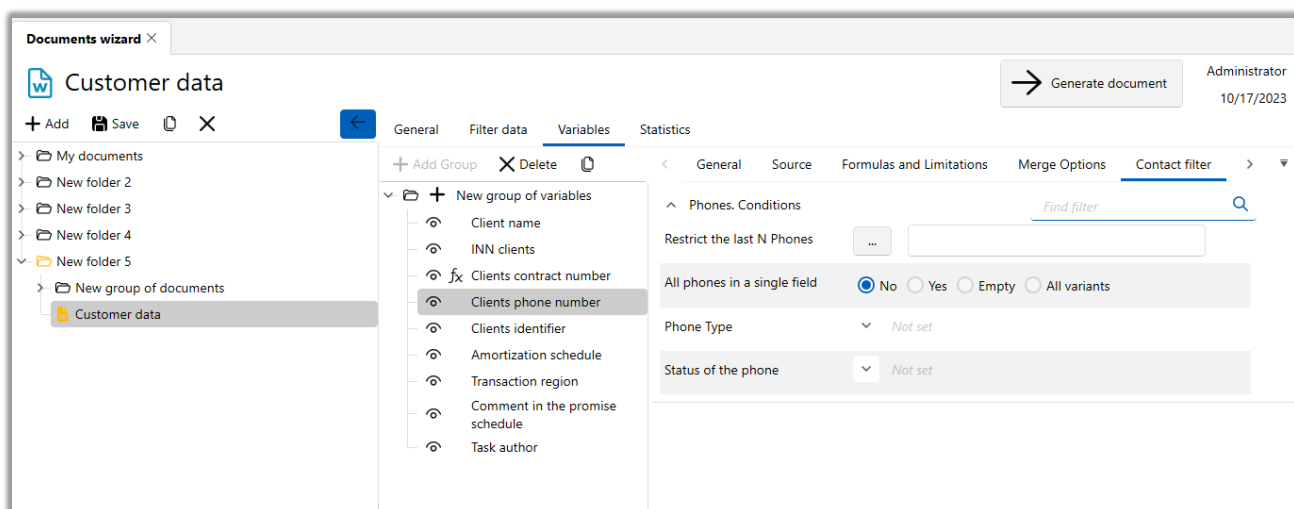 Documents wizard
Customer data
Generate document
Administrator
10/17/2023
Add Save
General Filter data Variables Statistics
My documents
New folder 2
New folder 3
New folder 4
New folder 5
New group of documents
Customer data
Add Group Delete
New group of variables
Client name
INN clients
fx Clients contract number
Clients phone number
Clients identifier
Amortization schedule
Transaction region
Comment in the promise
schedule
Task author
General Source Formulas and Limitations Merge Options Contact filter
Phones. Conditions Find filter
Restrict the last N Phones ...
All phones in a single field No Yes Empty All variants
Phone Type Not set
Status of the phone Not set